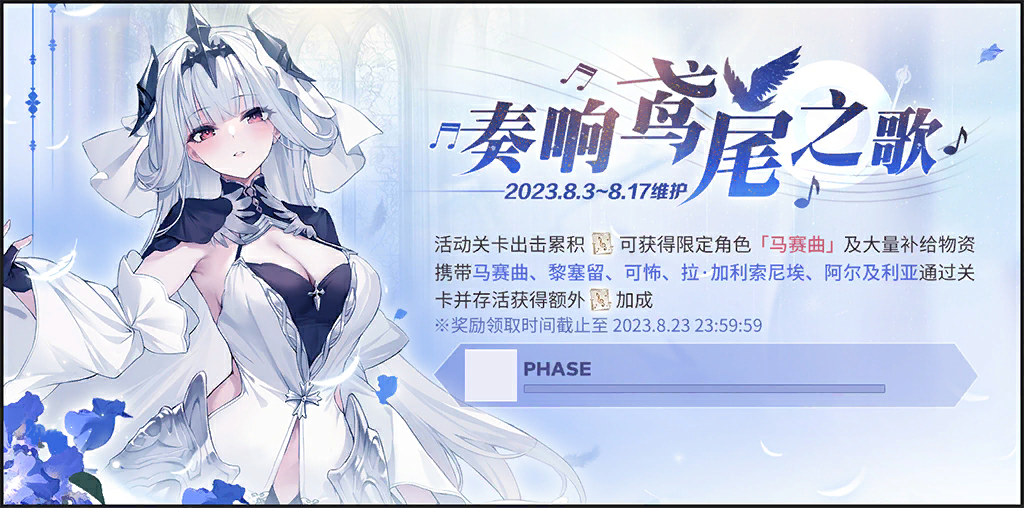 奏响鸢尾之歌
2023.8.3~8.17维护
活动关卡出击累积 可获得限定角色「马赛曲」及大量补给物资
携带马赛曲、黎塞留、可怖、拉·加利索尼埃、阿尔及利亚通过关
卡并存活获得额外 加成
※奖励领取时间截止至 2023.8.23 23:59:59
PHASE